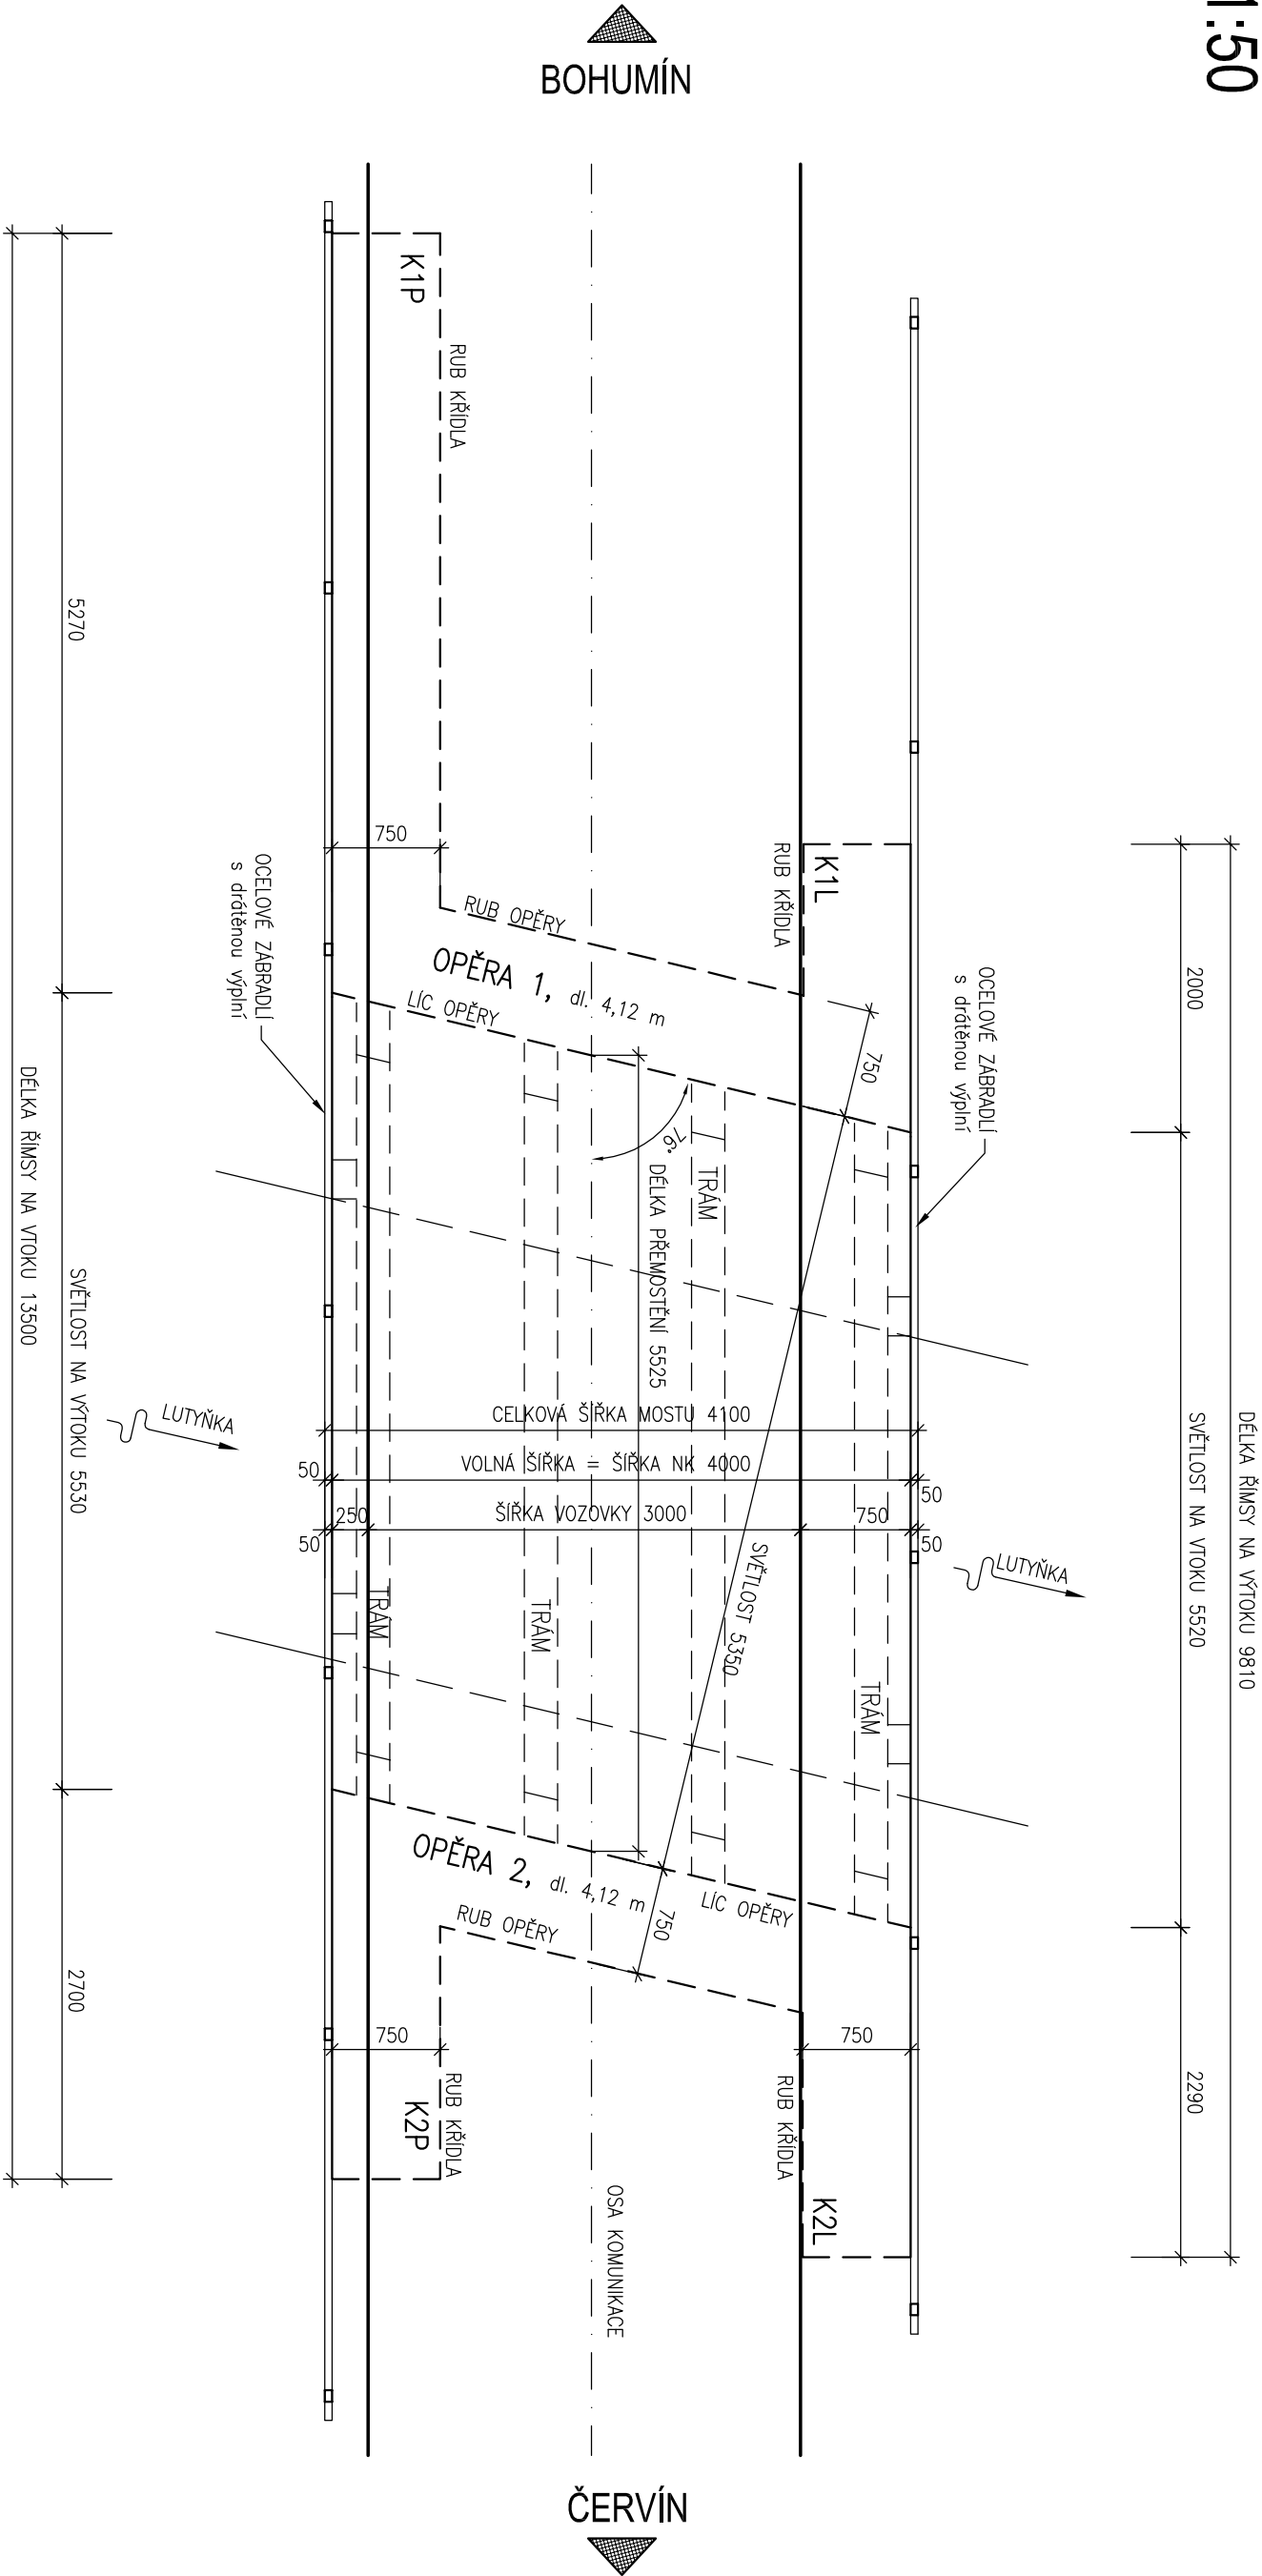 1:50
BOHUMÍN
DÉLKA ŘÍMSY NA VÝTOKU 9810
2000
SVĚTLOST NA VTOKU 5520
2290
OCELOVÉ ZÁBRADLÍ
s drátěnou výplní
LUTYŇKA
K1L
RUB KŘÍDLA
K1P
RUB KŘÍDLA
750
RUB OPĚRY
OPĚRA 1, dl. 4,12 m
LÍC OPĚRY
750
76°
DÉLKA PŘEMOSTĚNÍ 5525
TRÁM
CELKOVÁ ŠÍŘKA MOSTU 4100
50
VOLNÁ ŠÍŘKA = ŠÍŘKA NK 4000
50
50
250
ŠÍŘKA VOZOVKY 3000
750
50
SVĚTLOST 5350
TRÁM
TRÁM
TRÁM
OPĚRA 2, dl. 4,12 m
LÍC OPĚRY
750
RUB OPĚRY
750
750
RUB KŘÍDLA
K2P
RUB KŘÍDLA
K2L
OSA KOMUNIKACE
OCELOVÉ ZÁBRADLÍ
s drátěnou výplní
LUTYŇKA
5270
SVĚTLOST NA VÝTOKU 5530
2700
DÉLKA ŘÍMSY NA VTOKU 13500
ČERVÍN